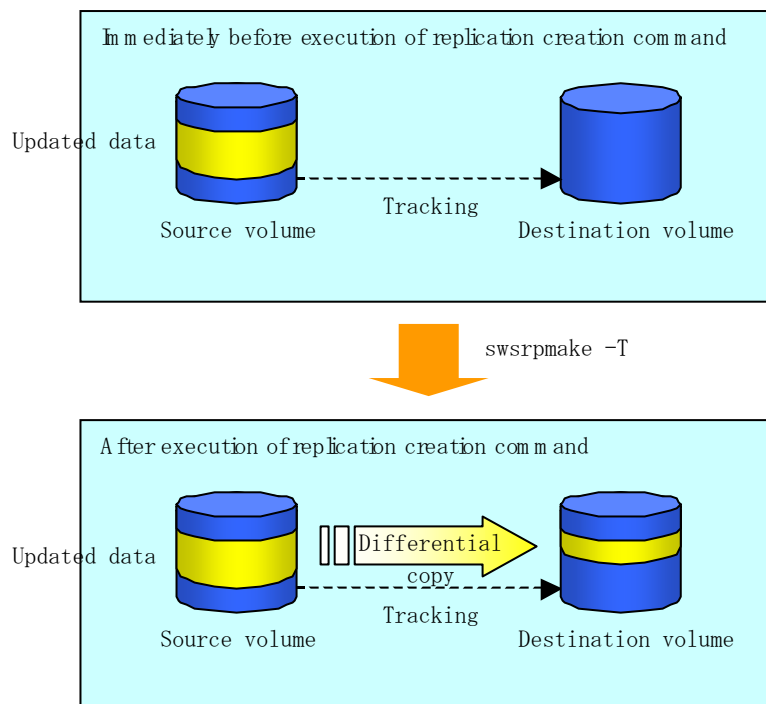 Immediately before execution of replication creation command
Updated data
Tracking
Source volume
Destination volume
swsrpmake -T
After execution of replication creation command
Updated data
Differential
copy
Tracking
Source volume
Destination volume